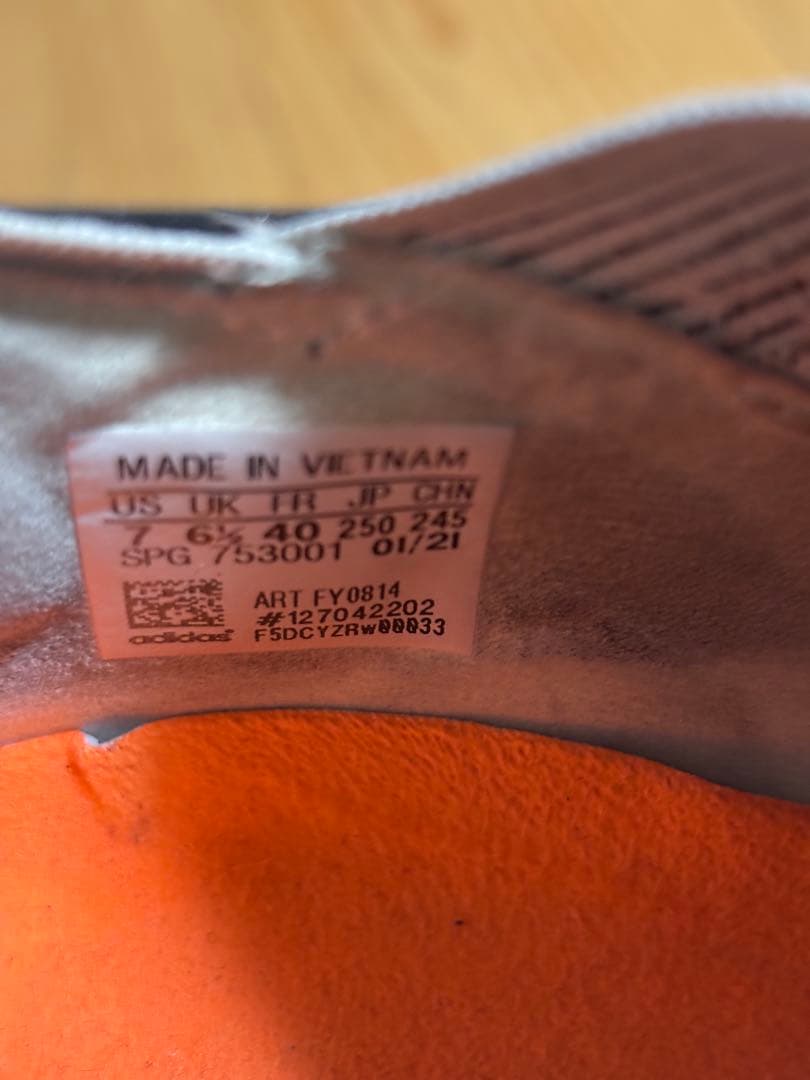 MADE IN VIETNAM
US UK FR JP CHN
7 6½ 40 250 245
SPG 753001 01/21
ART FY0814
#127042202
adidas F5DCYZRW00033